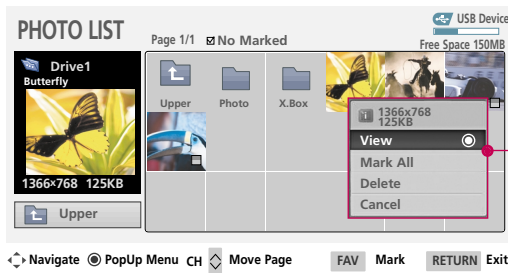 PHOTO LIST
Page 1/1 No Marked
USB Device
Free Space 150MB
Drive1
Butterfly
1366x768 125KB
Upper
Upper
Photo
X.Box
1366x768
125KB
View
Mark All
Delete
Cancel
Navigate PopUp Menu CH Move Page FAV Mark RETURN Exit